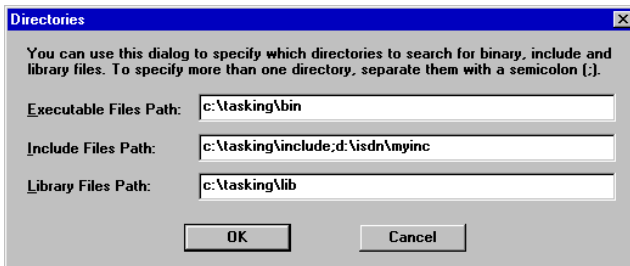 Directories
You can use this dialog to specify which directories to search for binary, include and
library files. To specify more than one directory, separate them with a semicolon (;).
Executable Files Path: c:\tasking\bin
Include Files Path: c:\tasking\include;d:\isdn\myinc
Library Files Path: c:\tasking\lib
OK Cancel